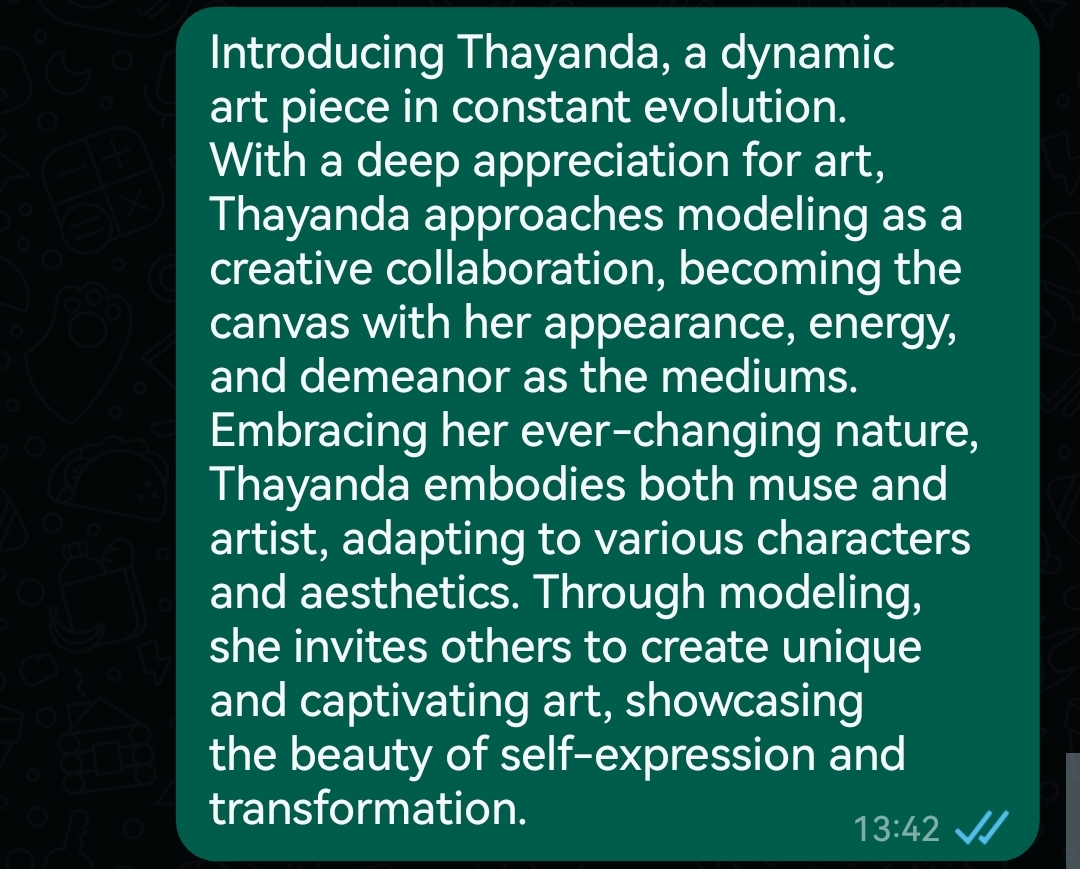 Introducing Thayanda, a dynamic
art piece in constant evolution.
With a deep appreciation for art,
Thayanda approaches modeling as a
creative collaboration, becoming the
canvas with her appearance, energy,
and demeanor as the mediums.
Embracing her ever-changing nature,
Thayanda embodies both muse and
artist, adapting to various characters
and aesthetics. Through modeling,
she invites others to create unique
and captivating art, showcasing
the beauty of self-expression and
transformation.
13:42